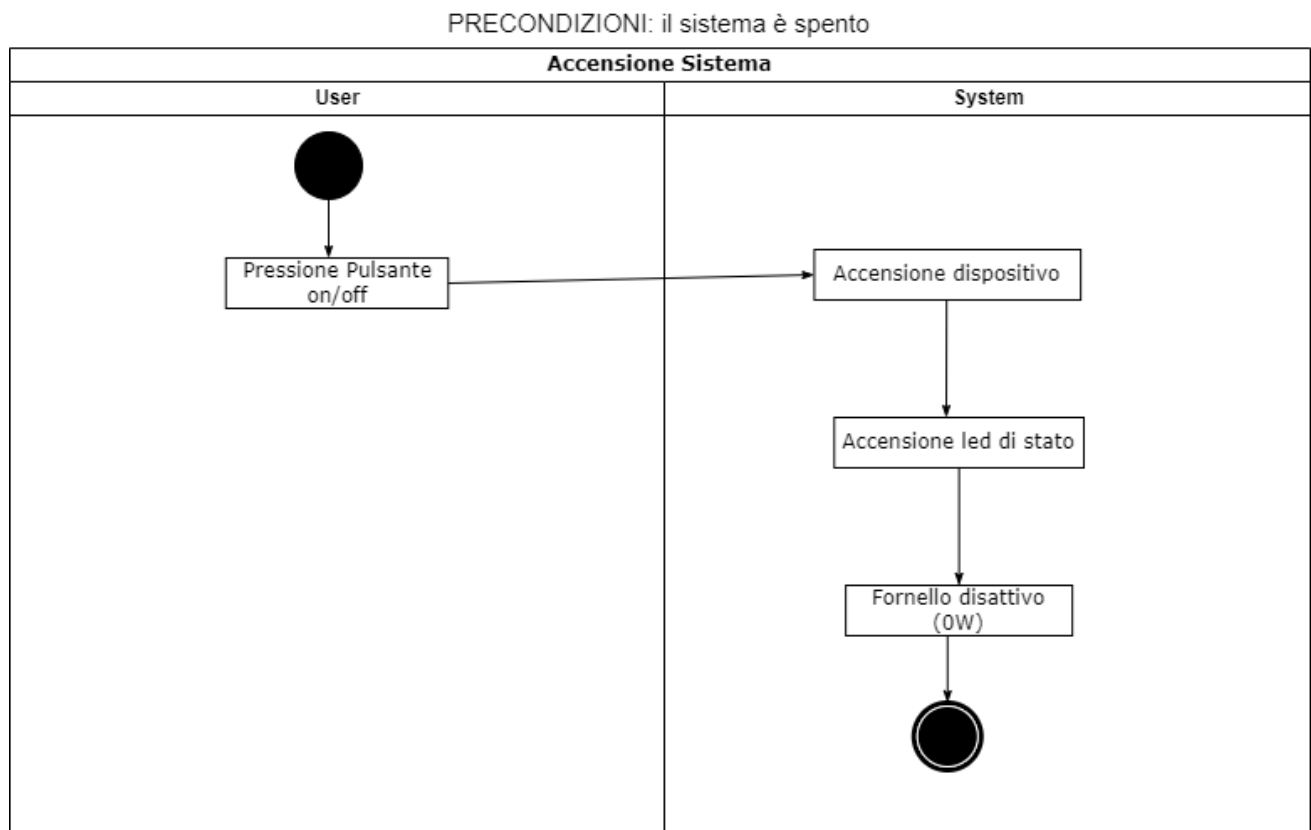 PRECONDIZIONI: il sistema è spento
Accensione Sistema
User
System
Pressione Pulsante
on/off
Accensione dispositivo
Accensione led di stato
Fornello disattivo
(0W)